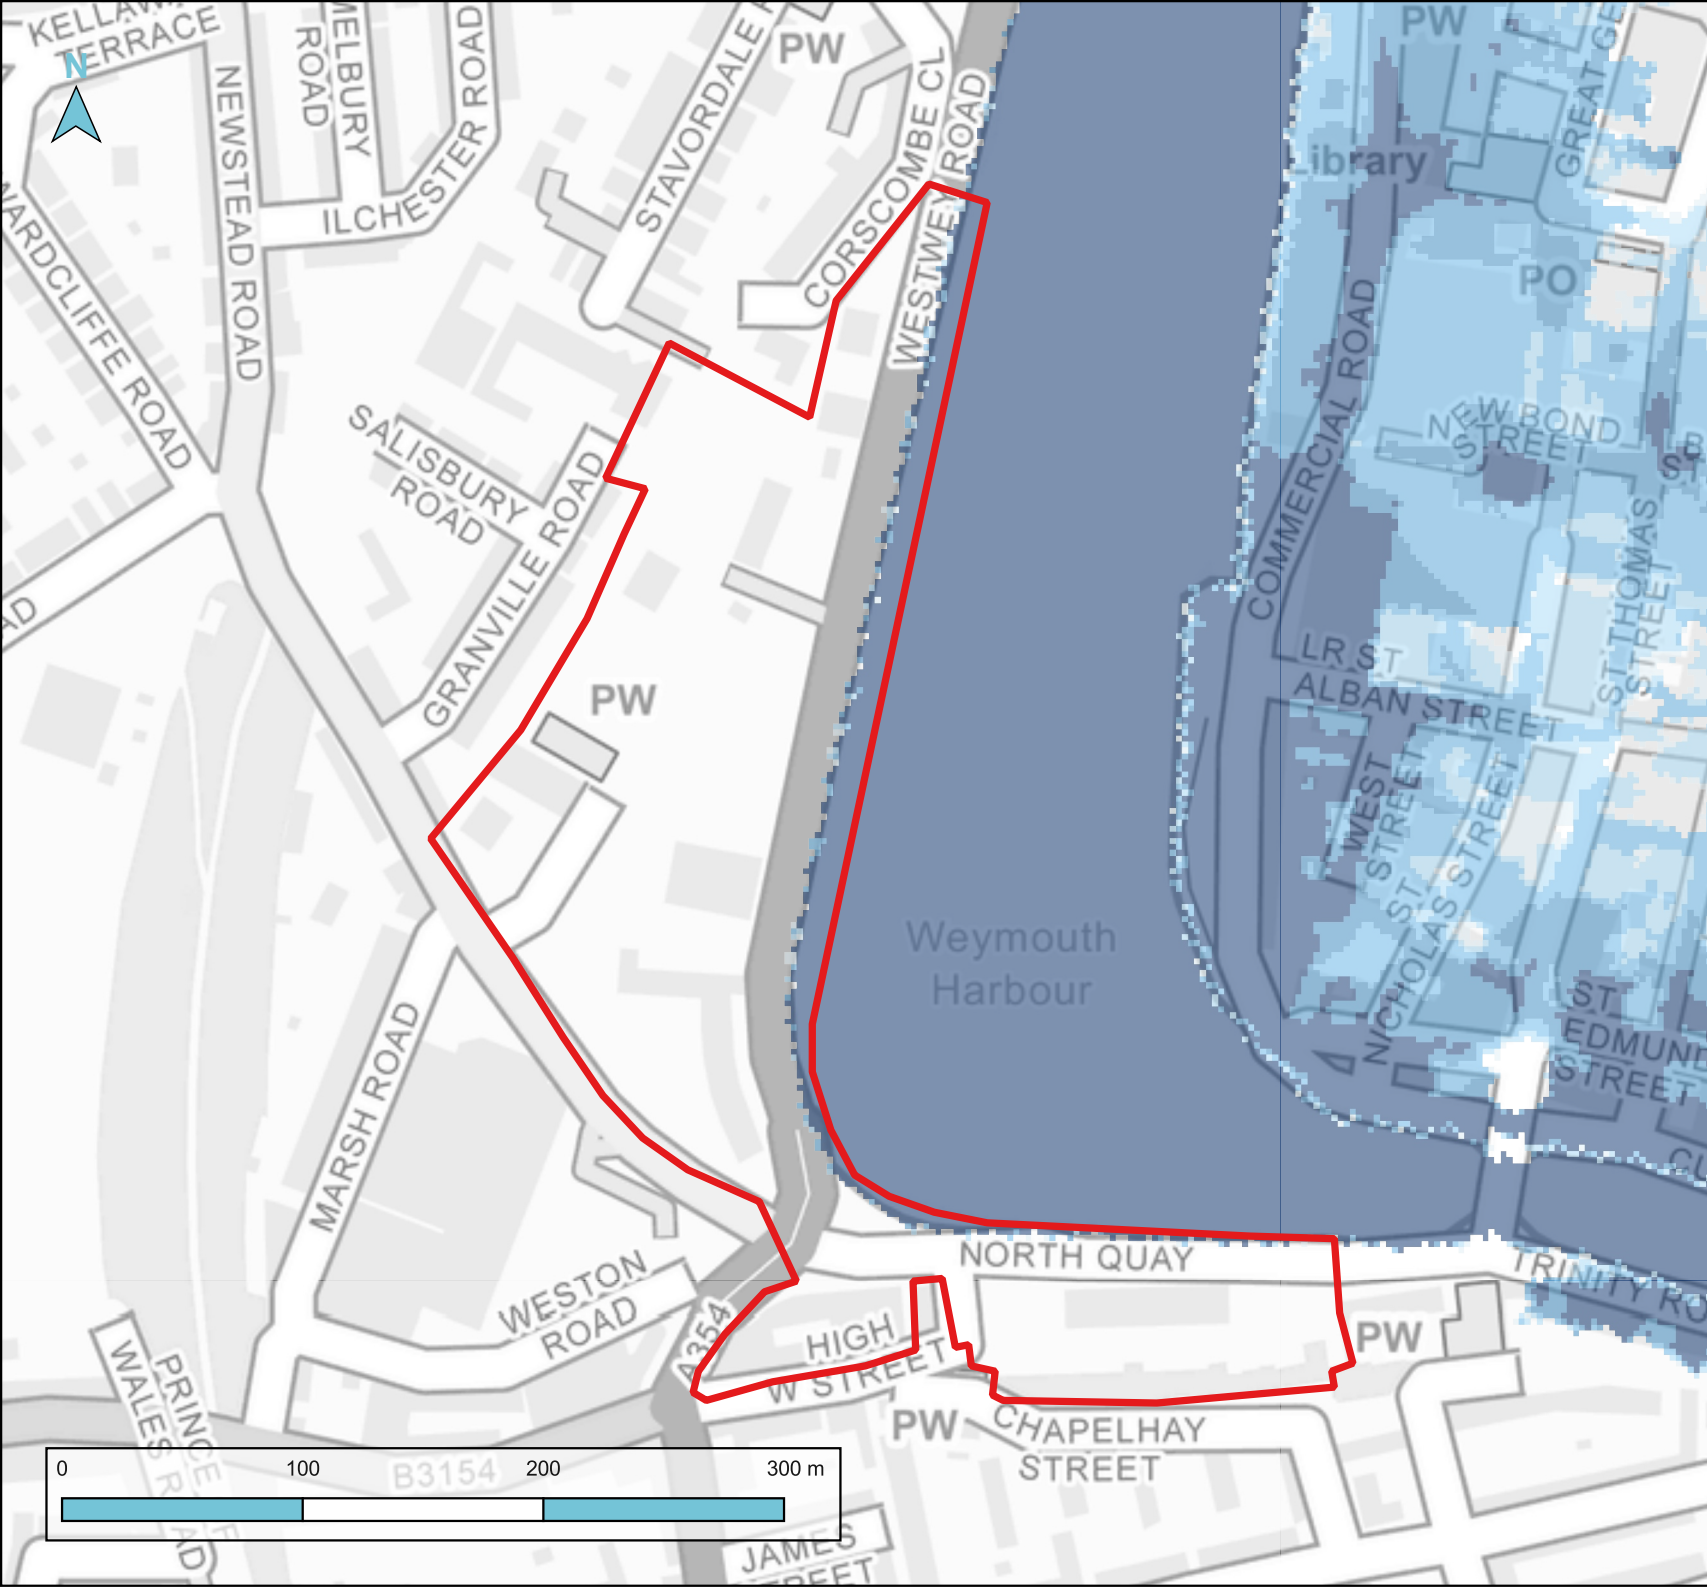 TERRACE
N
NEWSTEAD ROAD
MELBURY
ROAD
ILCHESTER ROAD
STAVORDALE
PW
CORSCOMBE CL
WESTWEY ROAD
WARDCLIFFE ROAD
SALISBURY
ROAD
GRANVILLE ROAD
PW
MARSH ROAD
WESTON
ROAD
A354
HIGH
W STREET
NORTH QUAY
PW
CHAPELHAY
STREET
PW
B3154
PRINCE
WALES R
JAMES
STREET
Weymouth
Harbour
PW
Library
PO
COMMERCIAL ROAD
NEW BOND
STREET
ST THOMAS
STREET
LR ST
ALBAN STREET
WEST
STREET
ST
NICHOLAS STREET
ST
EDMUND
STREET
TRINITY RO
0 100 200 300 m